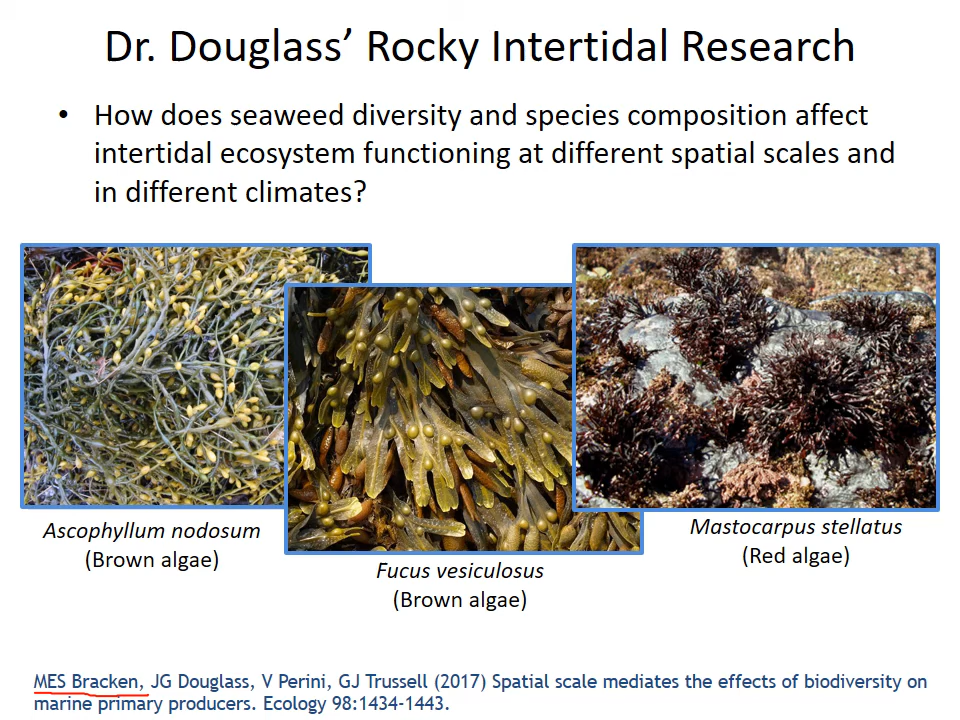 Dr. Douglass’ Rocky Intertidal Research
• How does seaweed diversity and species composition affect
intertidal ecosystem functioning at different spatial scales and
in different climates?
Ascophyllum nodosum
(Brown algae)
Fucus vesiculosus
(Brown algae)
Mastocarpus stellatus
(Red algae)
MES Bracken, JG Douglass, V Perini, GJ Trussell (2017) Spatial scale mediates the effects of biodiversity on
marine primary producers. Ecology 98:1434-1443.